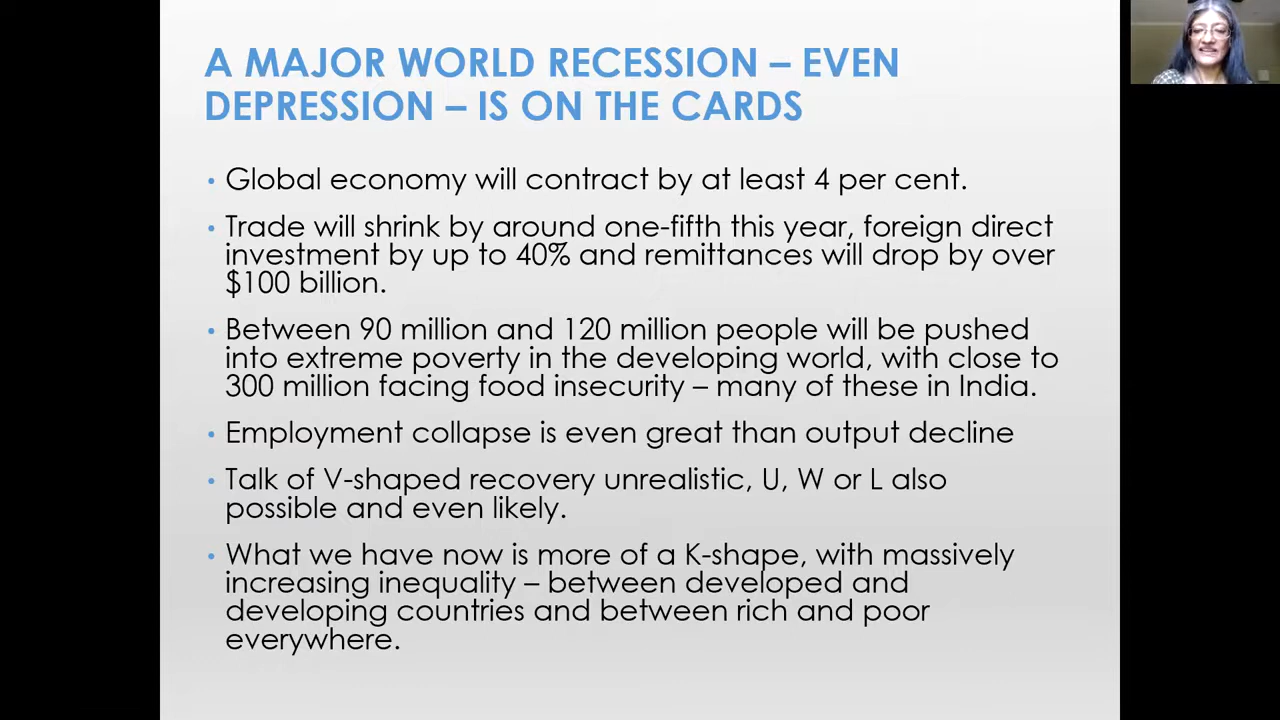 A MAJOR WORLD RECESSION – EVEN
DEPRESSION – IS ON THE CARDS
• Global economy will contract by at least 4 per cent.
• Trade will shrink by around one-fifth this year, foreign direct
investment by up to 40% and remittances will drop by over
$100 billion.
• Between 90 million and 120 million people will be pushed
into extreme poverty in the developing world, with close to
300 million facing food insecurity – many of these in India.
• Employment collapse is even great than output decline
• Talk of V-shaped recovery unrealistic, U, W or L also
possible and even likely.
• What we have now is more of a K-shape, with massively
increasing inequality – between developed and
developing countries and between rich and poor
everywhere.